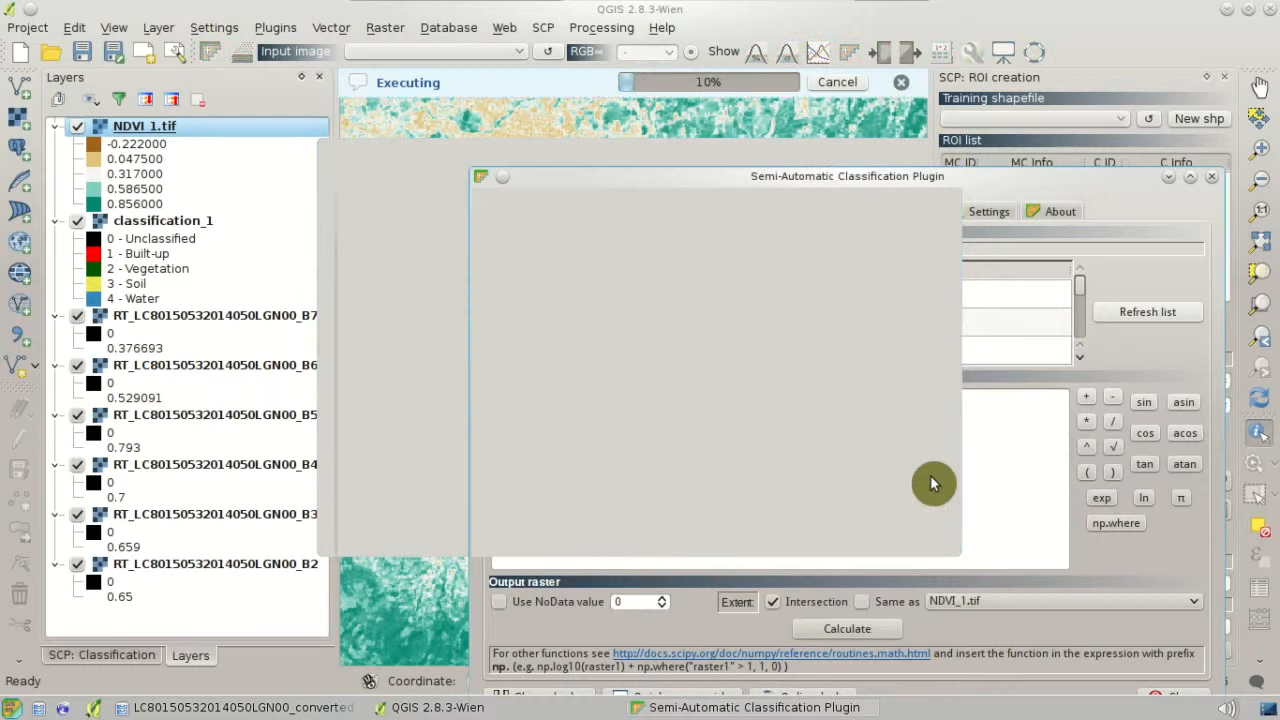 QGIS 2.8.3-Wien
Project Edit View Layer Settings Plugins Vector Raster Database Web SCP Processing Help
Input image RGB= - Show
Layers
Executing 10% Cancel
SCP: ROI creation
Training shapefile
New shp
ROI list
MC ID MC Info C ID C Info
NDVI_1.tif
-0.222000
0.047500
0.317000
0.586500
0.856000
classification_1
0 - Unclassified
1 - Built-up
2 - Vegetation
3 - Soil
4 - Water
RT_LC80150532014050LGN00_B7
0
0.376693
RT_LC80150532014050LGN00_B6
0
0.529091
RT_LC80150532014050LGN00_B5
0
0.793
RT_LC80150532014050LGN00_B4
0
0.7
RT_LC80150532014050LGN00_B3
0
0.659
RT_LC80150532014050LGN00_B2
0
0.65
Semi-Automatic Classification Plugin
Settings About
Refresh list
+ - sin asin
* / cos acos
^ √ tan atan
( )
exp ln π
np.where
Output raster
Use NoData value 0 Extent: Intersection Same as NDVI_1.tif
Calculate
For other functions see http://docs.scipy.org/doc/numpy/reference/routines.math.html and insert the function in the expression with prefix
np. (e.g. np.log10(raster1) + np.where("raster1" > 1, 1, 0) )
SCP: Classification Layers
Ready Coordinate:
LC80150532014050LGN00_converted QGIS 2.8.3-Wien Semi-Automatic Classification Plugin